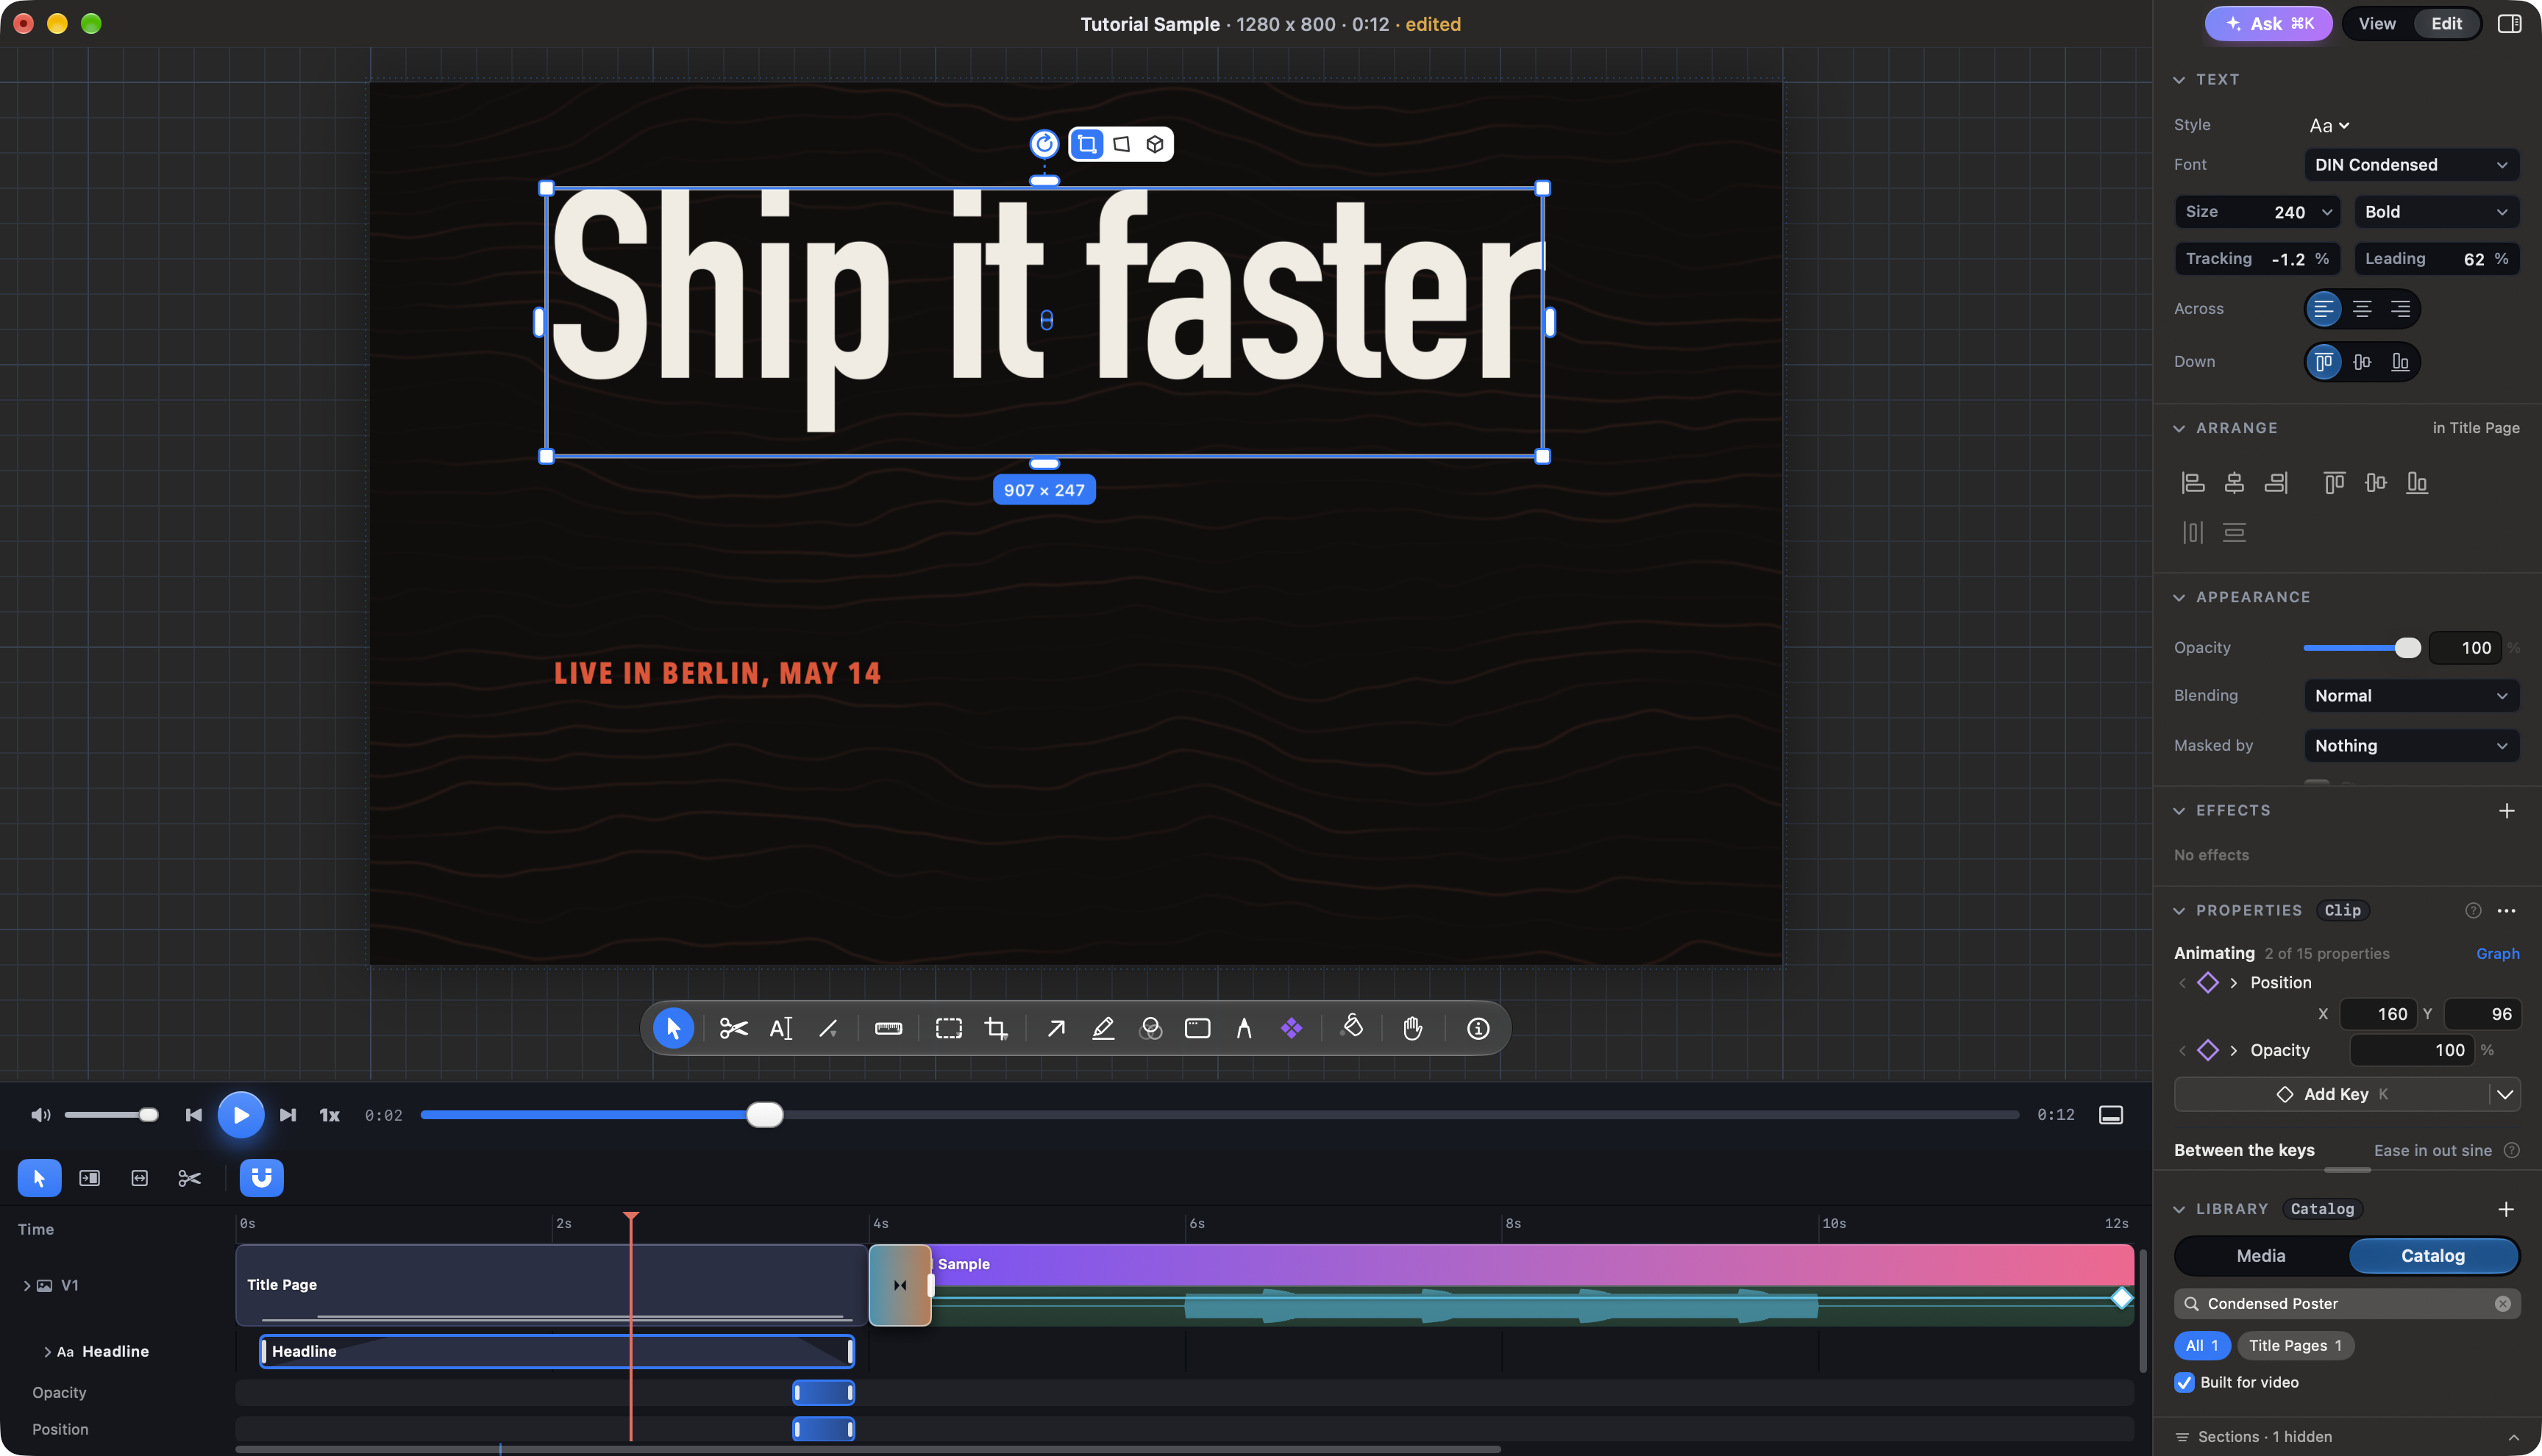 Tutorial Sample · 1280 x 800 · 0:12 · edited
Ask ⌘K
View
Edit
Ship it faster
907 × 247
LIVE IN BERLIN, MAY 14
TEXT
Style
Aa
Font
DIN Condensed
Size 240
Bold
Tracking -1.2 %
Leading 62 %
Across
Down
ARRANGE
in Title Page
APPEARANCE
Opacity
100 %
Blending
Normal
Masked by
Nothing
EFFECTS
No effects
PROPERTIES Clip
Animating 2 of 15 properties
Graph
Position
X 160 Y 96
Opacity 100 %
Add Key K
Between the keys
Ease in out sine
LIBRARY Catalog
Media
Catalog
Condensed Poster
All 1
Title Pages 1
Built for video
Sections · 1 hidden
1x
0:02
0:12
Time
0s
2s
4s
6s
8s
10s
12s
V1
Title Page
Sample
Aa Headline
Headline
Opacity
Position